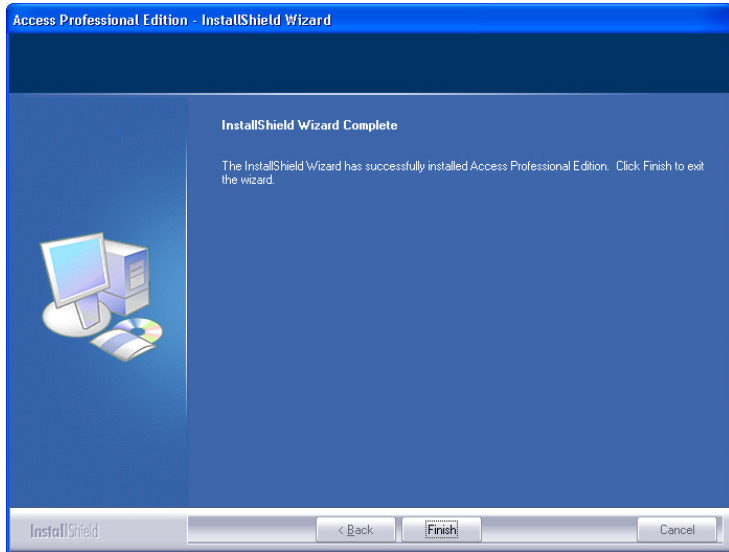 Access Professional Edition - InstallShield Wizard
InstallShield Wizard Complete
The InstallShield Wizard has successfully installed Access Professional Edition. Click Finish to exit
the wizard.
InstallShield
< Back
Finish
Cancel